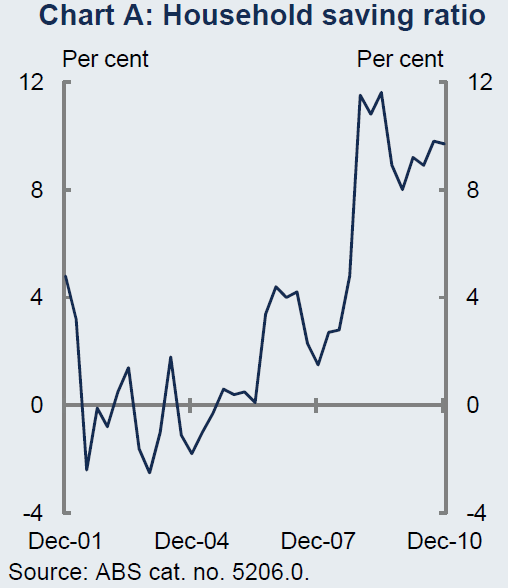 Chart A: Household saving ratio
Per cent Per cent
12 12
8 8
4 4
0 0
-4 -4
Dec-01 Dec-04 Dec-07 Dec-10
Source: ABS cat. no. 5206.0.